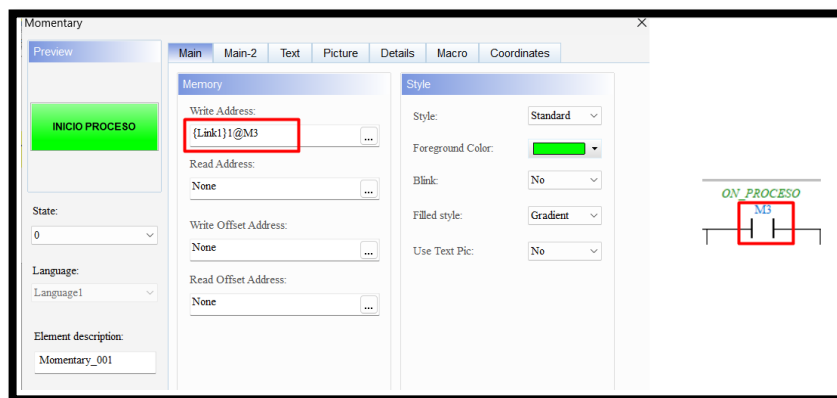 Momentary
Preview
INICIO PROCESO
State:
0
Language:
Language1
Element description:
Momentary_001
Main Main-2 Text Picture Details Macro Coordinates
Memory
Write Address:
{Link1}1@M3
...
Read Address:
None
...
Write Offset Address:
None
...
Read Offset Address:
None
...
Style
Style: Standard
Foreground Color:
Blink: No
Filled style: Gradient
Use Text Pic: No
ON_PROCESO
M3